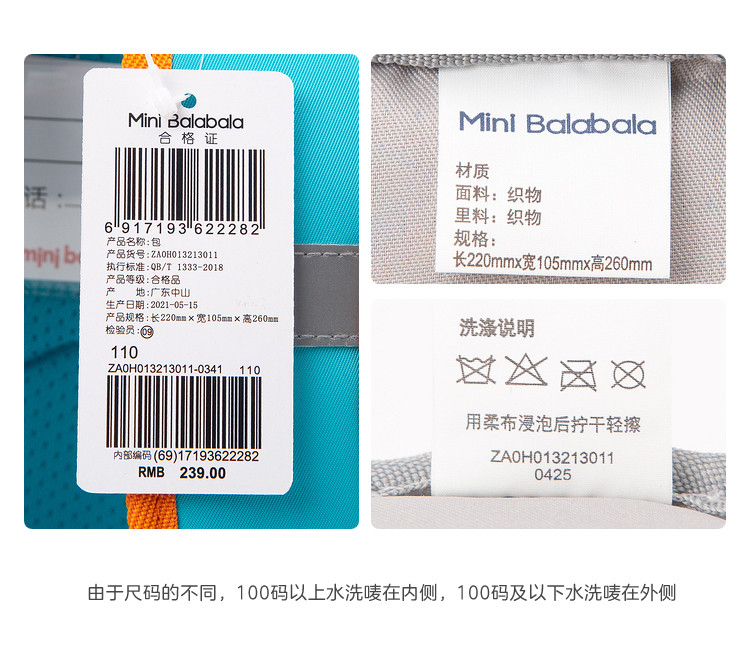 话:
mini b
Mini Balabala
合格证
6 917193 622282
产品名称:包
产品货号:ZA0H013213011
执行标准:QB/T 1333-2018
产品等级:合格品
产 地:广东中山
生产日期:2021-05-15
产品规格:长220mm×宽105mm×高260mm
检验员:09
110
ZA0H013213011-0341 110
内部编码 (69)17193622282
RMB 239.00
Mini Balabala
材质
面料:织物
里料:织物
规格:
长220mmx宽105mmx高260mm
洗涤说明
用柔布浸泡后拧干轻擦
ZA0H013213011
0425
由于尺码的不同,100码以上水洗唛在内侧,100码及以下水洗唛在外侧